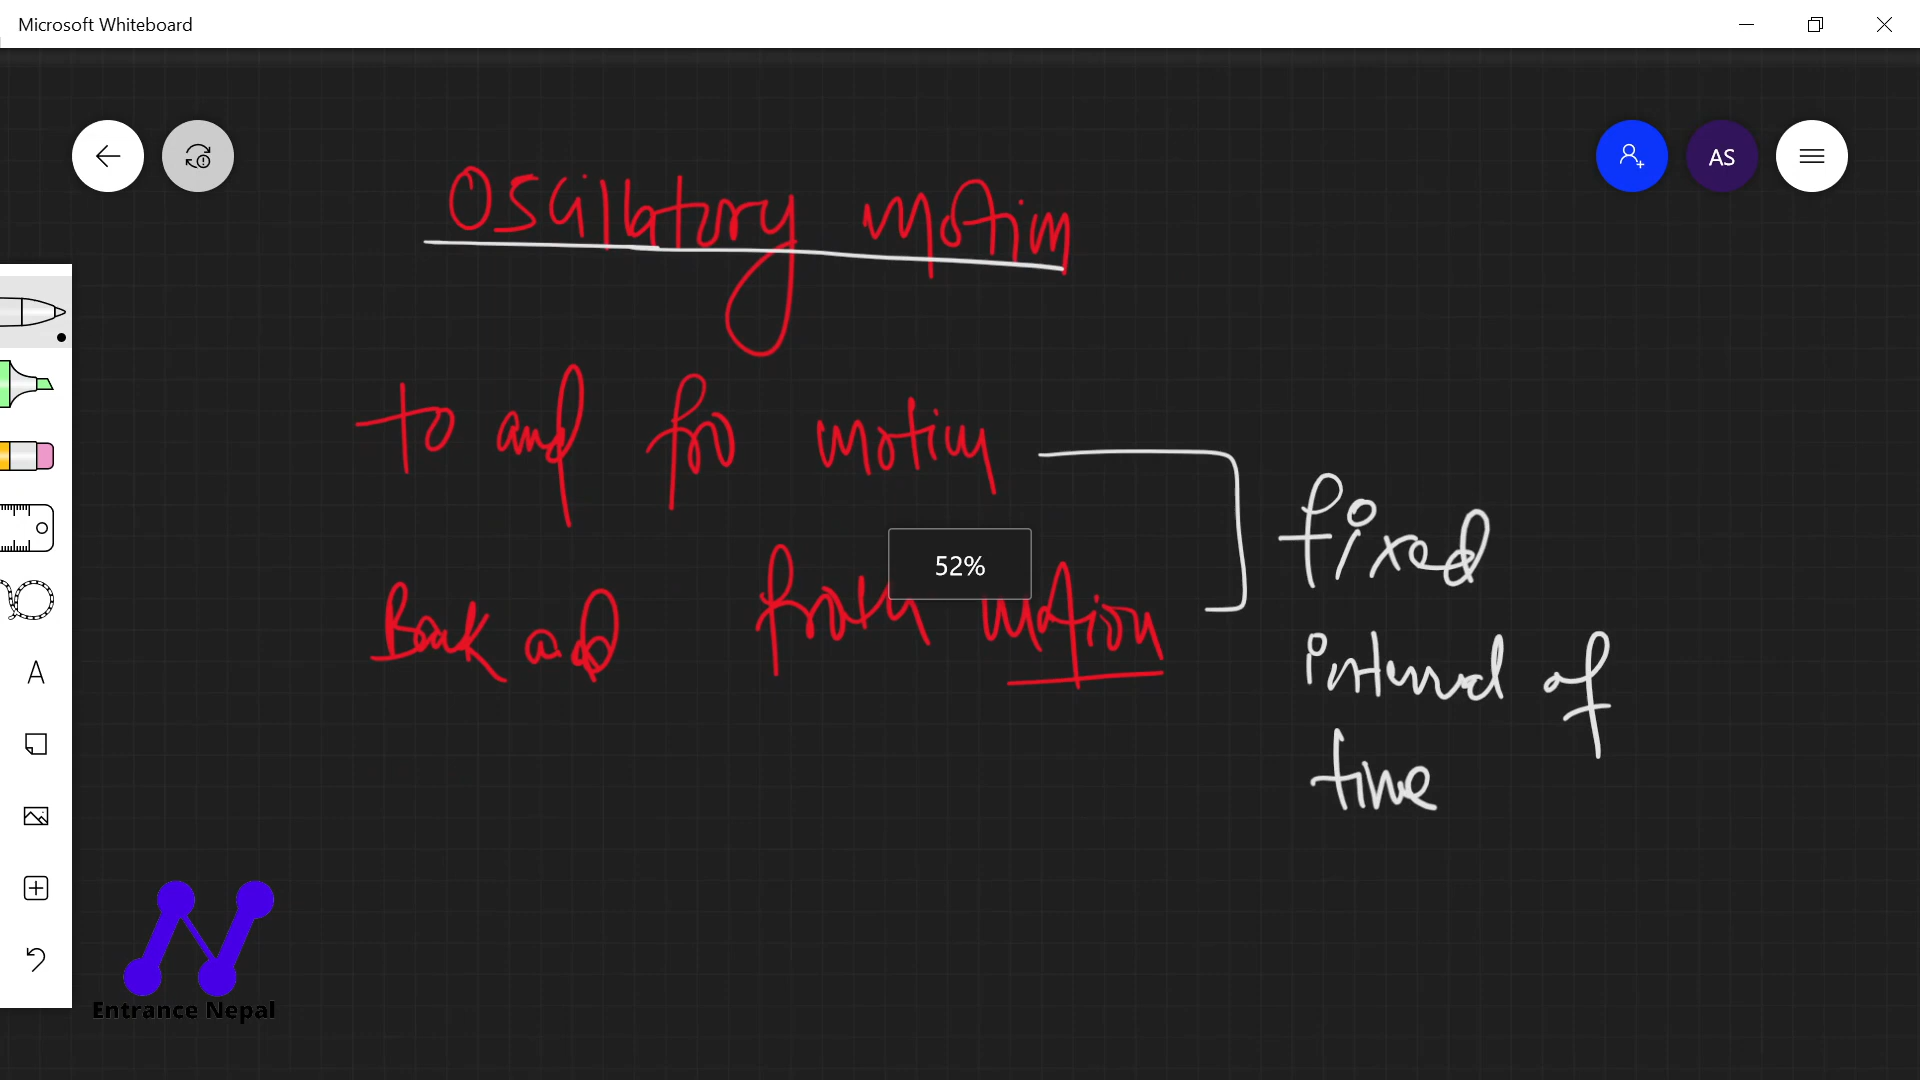 Microsoft Whiteboard
AS
Oscillatory motion
to and fro motion
52%
Back and motion
fixed
interval of
time
A
Entrance Nepal